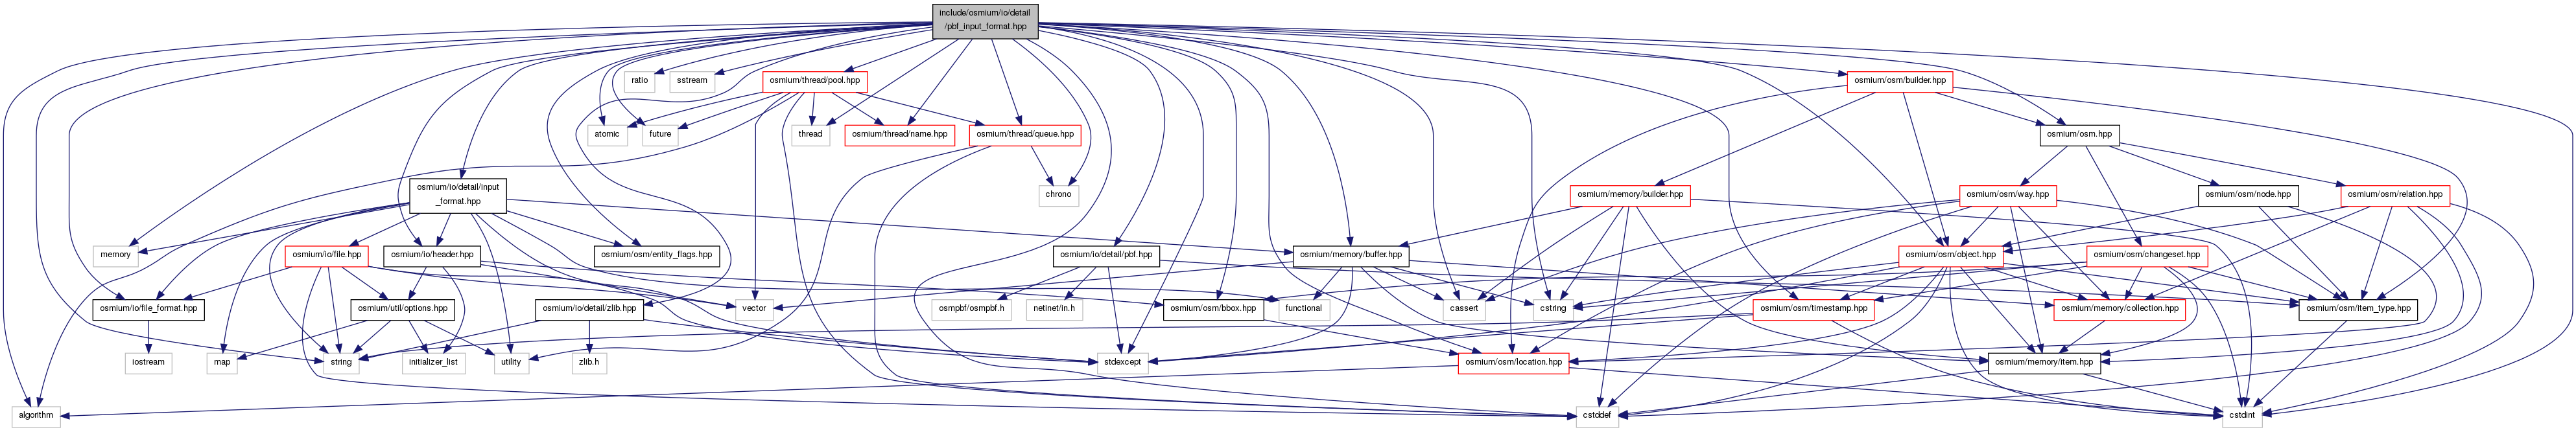 include/osmium/io/detail
/pbf_input_format.hpp
ratio
sstream
osmium/thread/pool.hpp
osmium/osm/builder.hpp
atomic
future
thread
osmium/thread/name.hpp
osmium/thread/queue.hpp
osmium/osm.hpp
osmium/io/detail/input
_format.hpp
chrono
osmium/memory/builder.hpp
osmium/osm/way.hpp
osmium/osm/node.hpp
osmium/osm/relation.hpp
memory
osmium/io/file.hpp
osmium/io/header.hpp
osmium/osm/entity_flags.hpp
osmium/io/detail/pbf.hpp
osmium/memory/buffer.hpp
osmium/osm/object.hpp
osmium/osm/changeset.hpp
osmium/io/file_format.hpp
osmium/util/options.hpp
osmium/io/detail/zlib.hpp
vector
osmpbf/osmpbf.h
netinet/in.h
osmium/osm/bbox.hpp
functional
cassert
cstring
osmium/osm/timestamp.hpp
osmium/memory/collection.hpp
osmium/osm/item_type.hpp
iostream
map
string
initializer_list
utility
zlib.h
stdexcept
osmium/osm/location.hpp
osmium/memory/item.hpp
algorithm
cstddef
cstdint